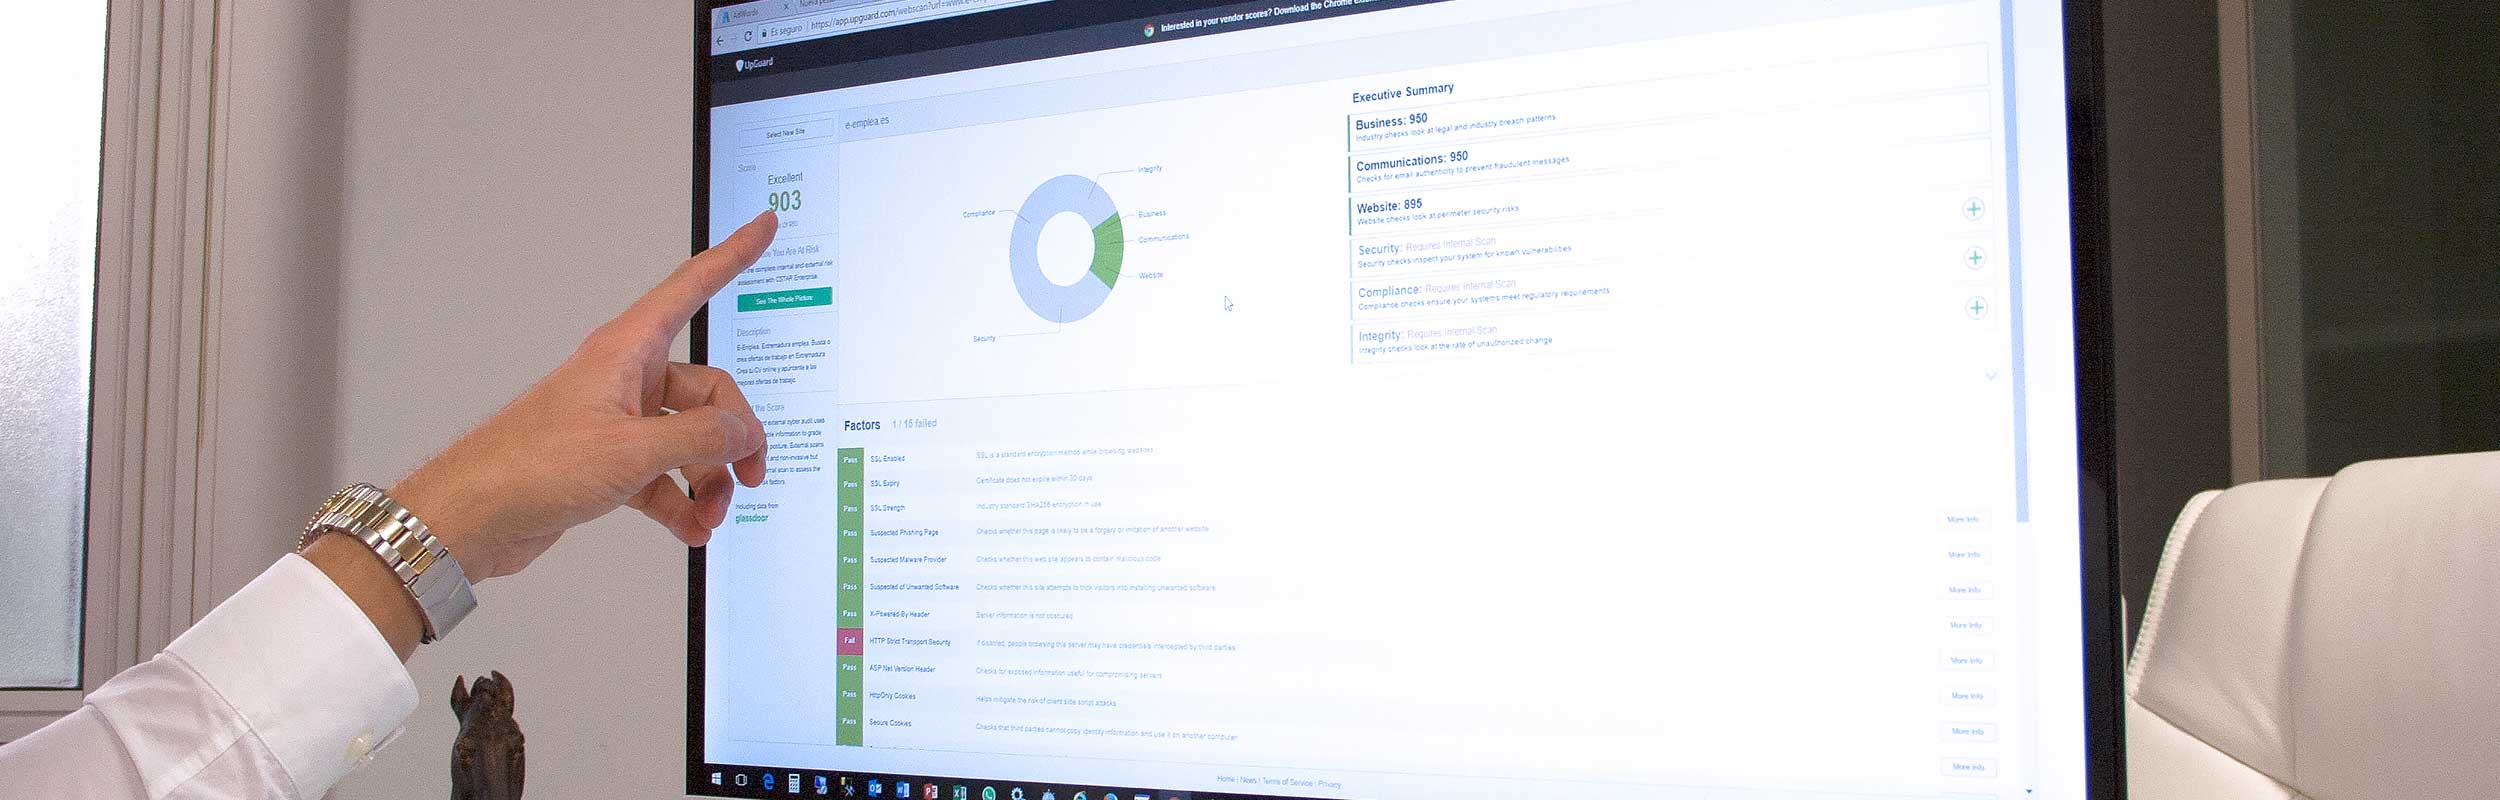 AdWords
Es seguro
https://app.upguard.com/webscan?url=www.e-
Interested in your vendor scores? Download the Chrome
UpGuard
Select New Site
e-emplea.es
Score
Excellent
903
You Are At Risk
the complete internal and external risk
assessment with CSTAR Enterprise.
See The Whole Picture
Description
E-Emplea, Extremadura emplea. Busca o
crea ofertas de trabajo en Extremadura
Crea tu CV online y apuntante a las
mejores ofertas de trabajo.
the Score
external cyber audit uses
information to grade
posture. External scans
and non-invasive but
scan to assess the
risk factors.
Including data from
glassdoor
Integrity
Business
Communications
Website
Security
Compliance
Executive Summary
Business: 950
Industry checks look at legal and industry breach patterns
Communications: 950
Checks for email authenticity to prevent fraudulent messages
Website: 895
Website checks look at perimeter security risks
Security: Requires Internal Scan
Security checks inspect your system for known vulnerabilities
Compliance: Requires Internal Scan
Compliance checks ensure your systems meet regulatory requirements
Integrity: Requires Internal Scan
Integrity checks look at the rate of unauthorized change
Factors 1 / 15 failed
Pass SSL Enabled SSL is a standard encryption method while browsing websites
Pass SSL Expiry Certificate does not expire within 30 days
Pass SSL Strength Industry standard SHA256 encryption in use
Pass Suspected Phishing Page Checks whether this page is likely to be a forgery or imitation of another website More Info
Pass Suspected Malware Provider Checks whether this web site appears to contain malicious code More Info
Pass Suspected of Unwanted Software Checks whether this site attempts to trick visitors into installing unwanted software More Info
Pass X-Powered-By Header Server information is not obscured More Info
Fail HTTP Strict Transport Security If disabled, people browsing this server may have credentials intercepted by third parties More Info
Pass ASP.Net Version Header Checks for exposed information useful for compromising servers More Info
Pass HttpOnly Cookies Helps mitigate the risk of client side script attacks More Info
Pass Secure Cookies Checks that third parties cannot copy identity information and use it on another computer More Info
Home | News | Terms of Service | Privacy